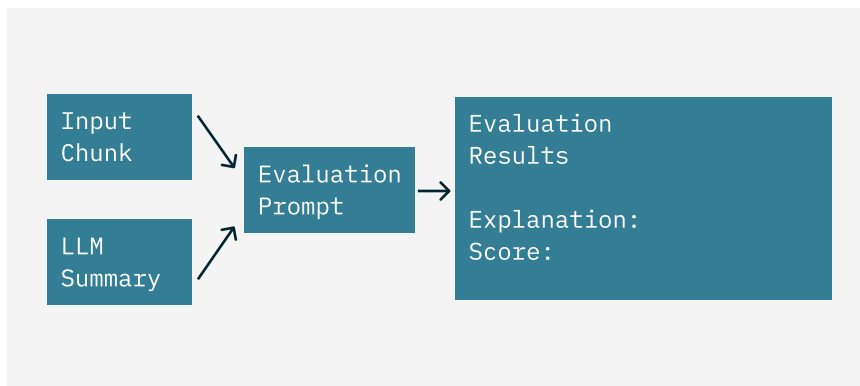 Input
Chunk
LLM
Summary
Evaluation
Prompt
Evaluation
Results
Explanation:
Score: